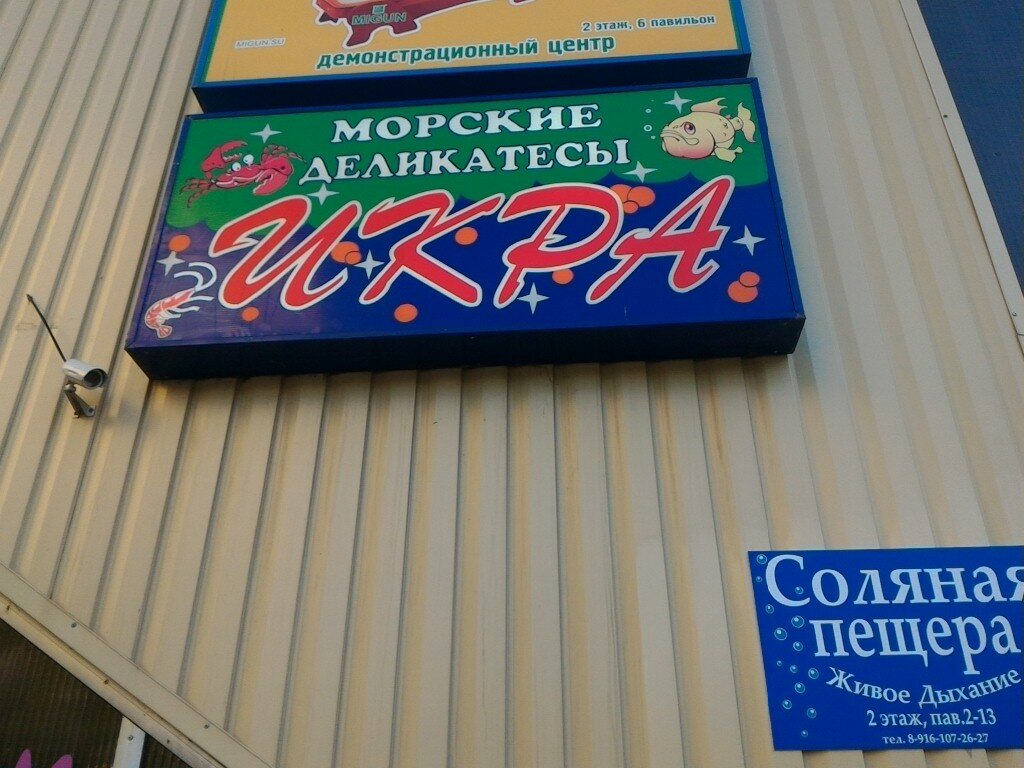 MIGUN
2 этаж, 6 павильон
MIGUN.SU
демонстрационный центр
МОРСКИЕ
ДЕЛИКАТЕСЫ
ИКРА
Соляная
пещера
Живое Дыхание
2 этаж, пав.2-13
тел. 8-916-107-26-27